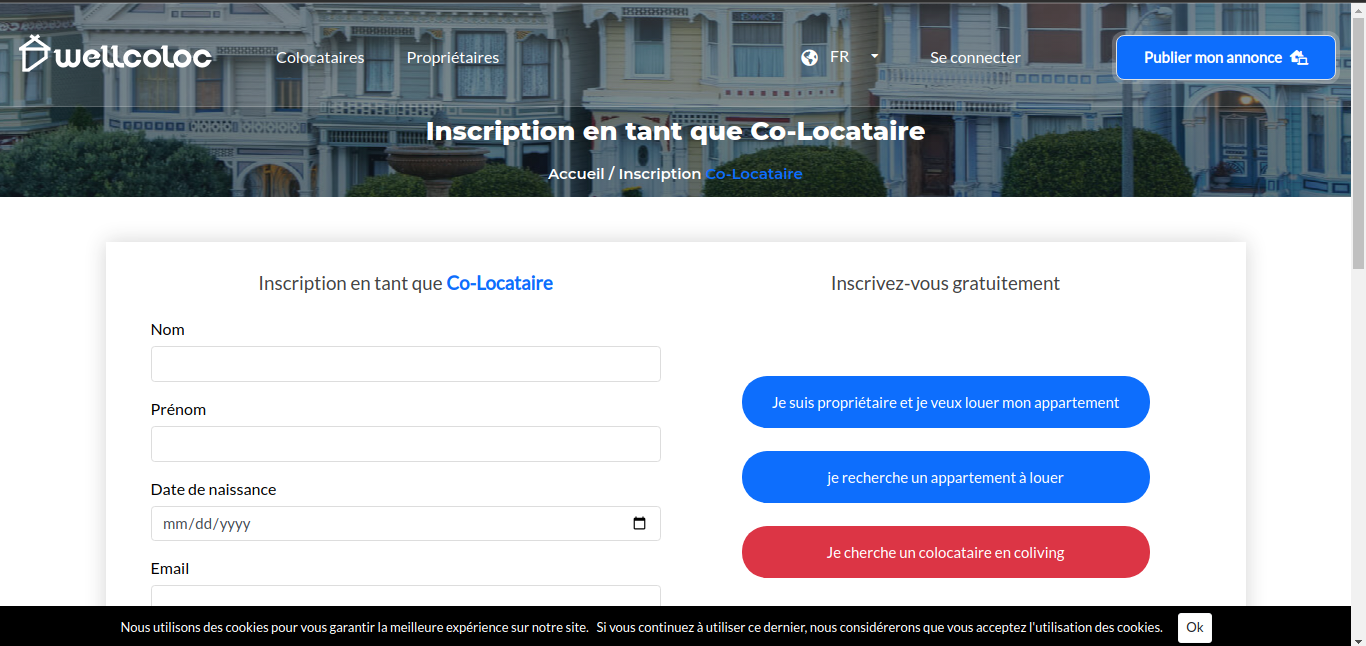 wellcoloc
Colocataires
Propriétaires
FR
Se connecter
Publier mon annonce
Inscription en tant que Co-Locataire
Accueil / Inscription Co-Locataire
Inscription en tant que Co-Locataire
Nom
Prénom
Date de naissance
mm/dd/yyyy
Email
Inscrivez-vous gratuitement
Je suis propriétaire et je veux louer mon appartement
je recherche un appartement à louer
Je cherche un colocataire en coliving
Nous utilisons des cookies pour vous garantir la meilleure expérience sur notre site. Si vous continuez à utiliser ce dernier, nous considérerons que vous acceptez l'utilisation des cookies.
Ok